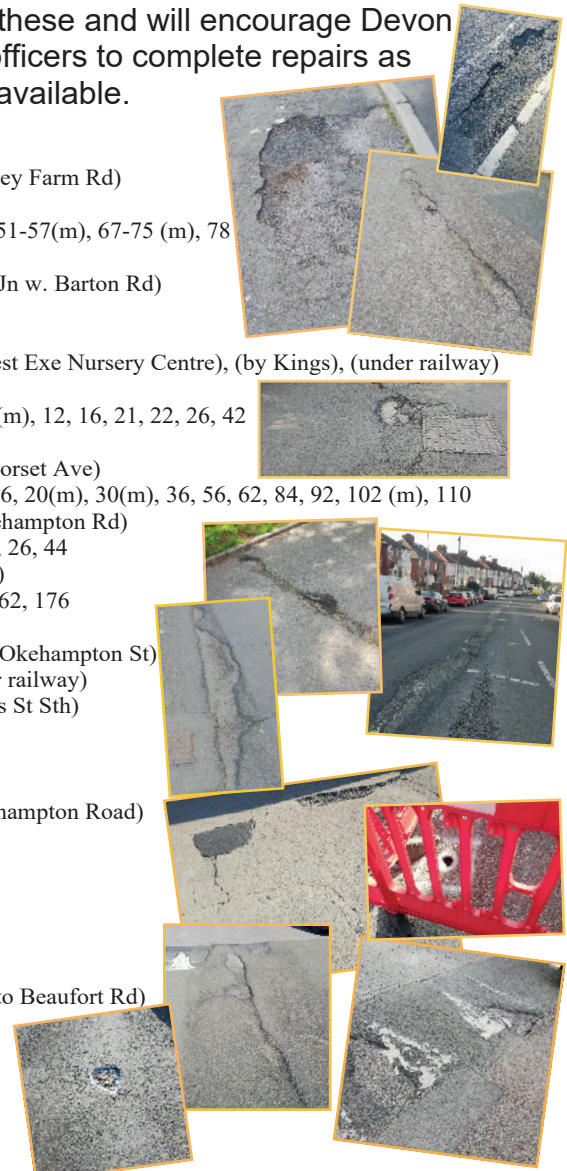 these and will encourage Devon
officers to complete repairs as
available.
ey Farm Rd)
51-57(m), 67-75 (m), 78
Jn w. Barton Rd)
est Exe Nursery Centre), (by Kings), (under railway)
(m), 12, 16, 21, 22, 26, 42
orset Ave)
6, 20(m), 30(m), 36, 56, 62, 84, 92, 102 (m), 110
ehampton Rd)
, 26, 44
)
62, 176
Okehampton St)
r railway)
s St Sth)
hampton Road)
to Beaufort Rd)